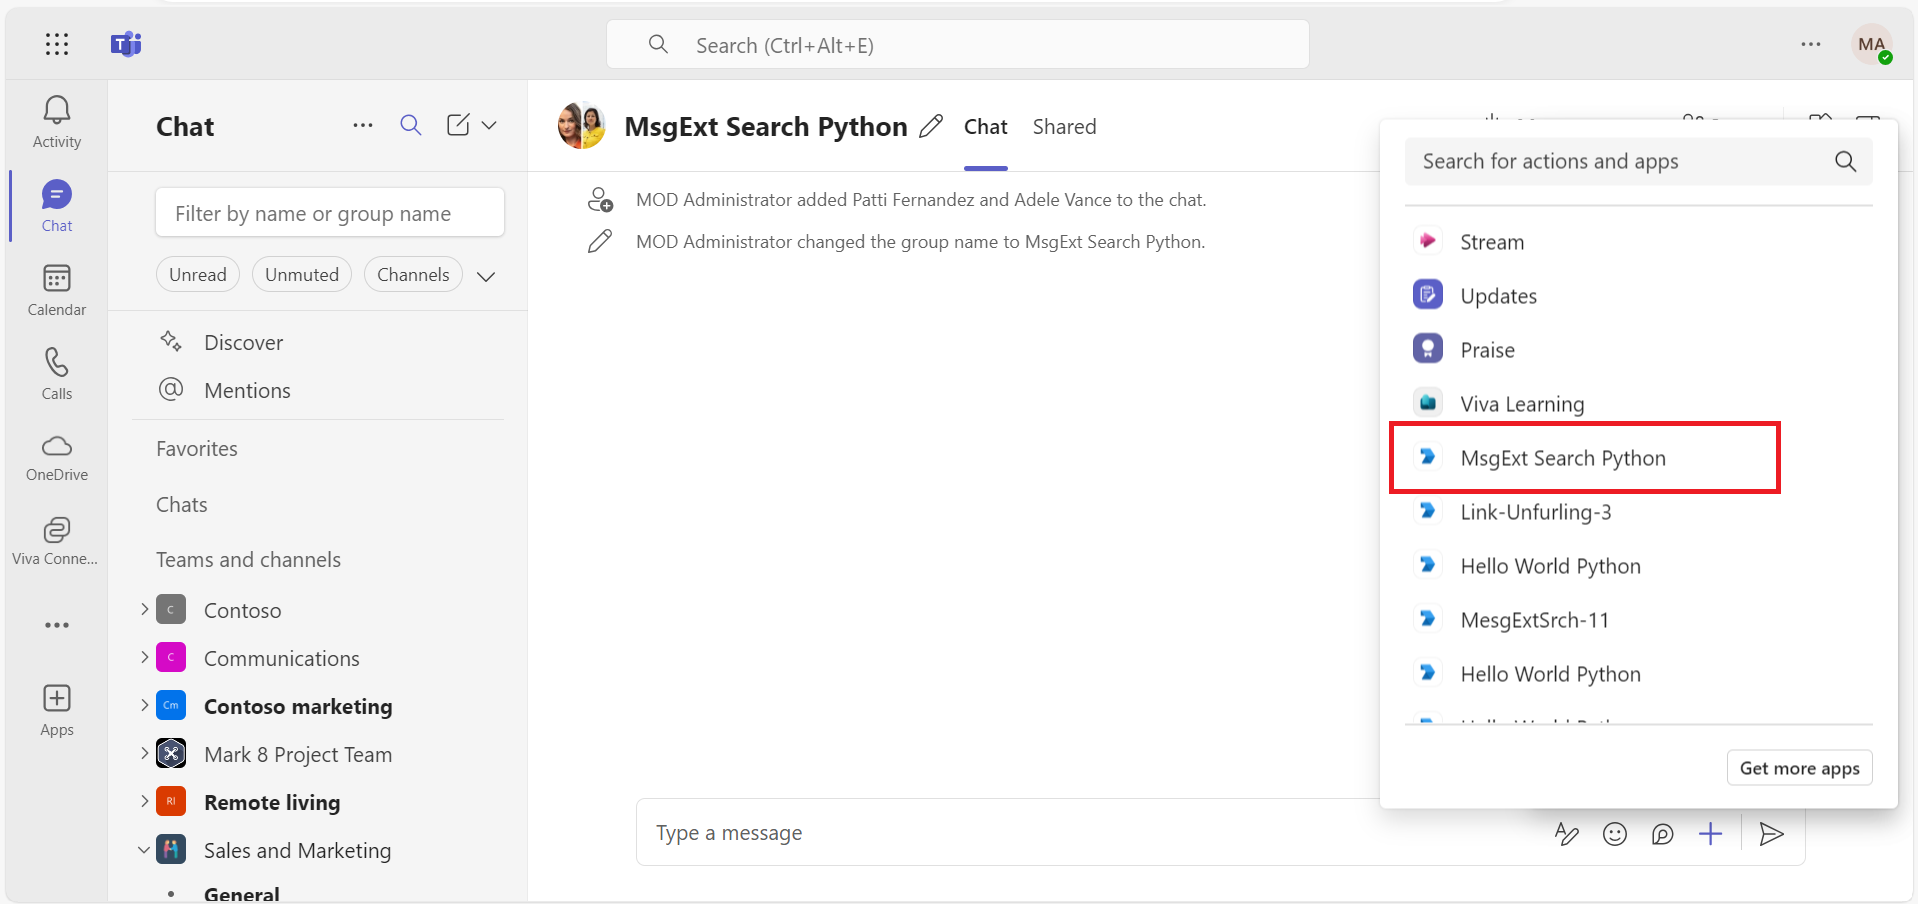 Search (Ctrl+Alt+E)
MA
Activity
Chat
Calendar
Calls
OneDrive
Viva Conne...
Apps
Chat
Filter by name or group name
Unread
Unmuted
Channels
Discover
Mentions
Favorites
Chats
Teams and channels
C
Contoso
C
Communications
Cm
Contoso marketing
Mark 8 Project Team
Rl
Remote living
Sales and Marketing
General
MsgExt Search Python
Chat
Shared
MOD Administrator added Patti Fernandez and Adele Vance to the chat.
MOD Administrator changed the group name to MsgExt Search Python.
Type a message
Search for actions and apps
Stream
Updates
Praise
Viva Learning
MsgExt Search Python
Link-Unfurling-3
Hello World Python
MesgExtSrch-11
Hello World Python
Get more apps